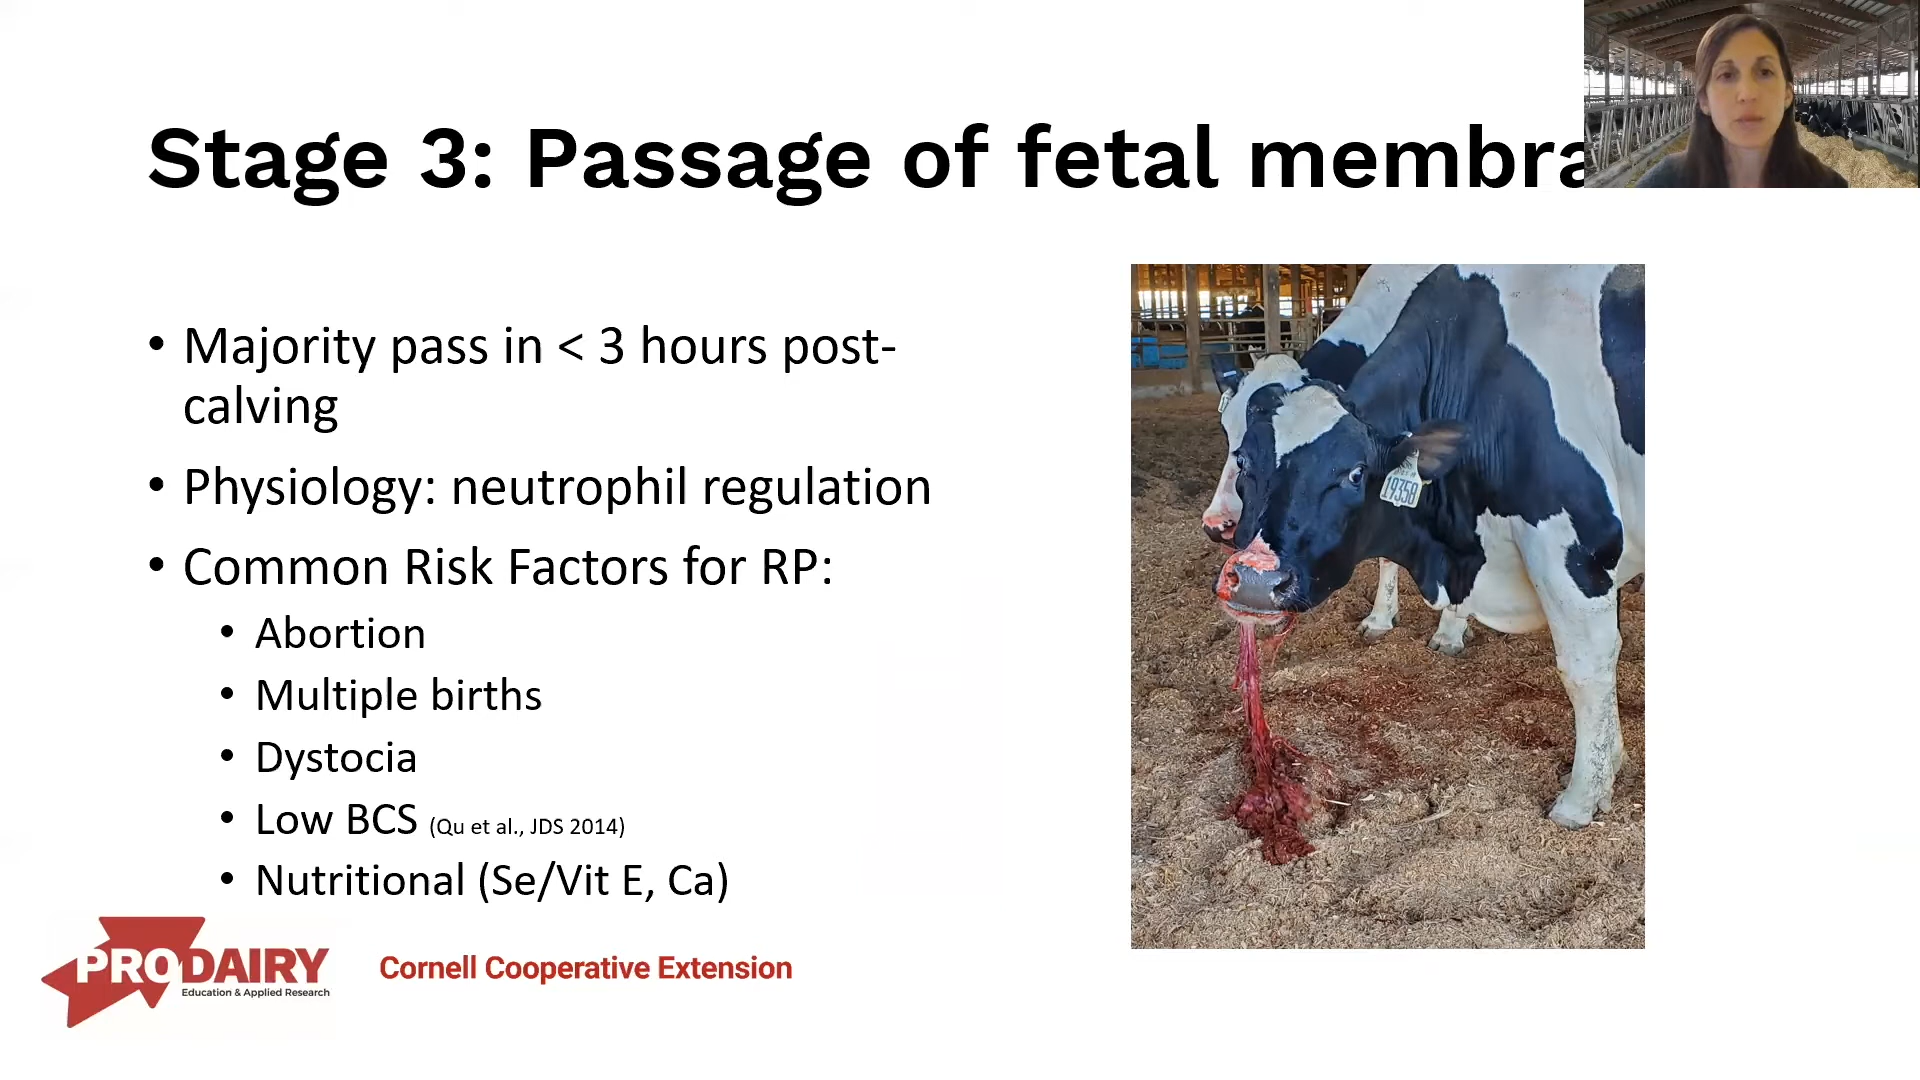 Stage 3: Passage of fetal membra
• Majority pass in < 3 hours post-
calving
• Physiology: neutrophil regulation
• Common Risk Factors for RP:
• Abortion
• Multiple births
• Dystocia
• Low BCS (Qu et al., JDS 2014)
• Nutritional (Se/Vit E, Ca)
19358
PRODAIRY
Education & Applied Research
Cornell Cooperative Extension